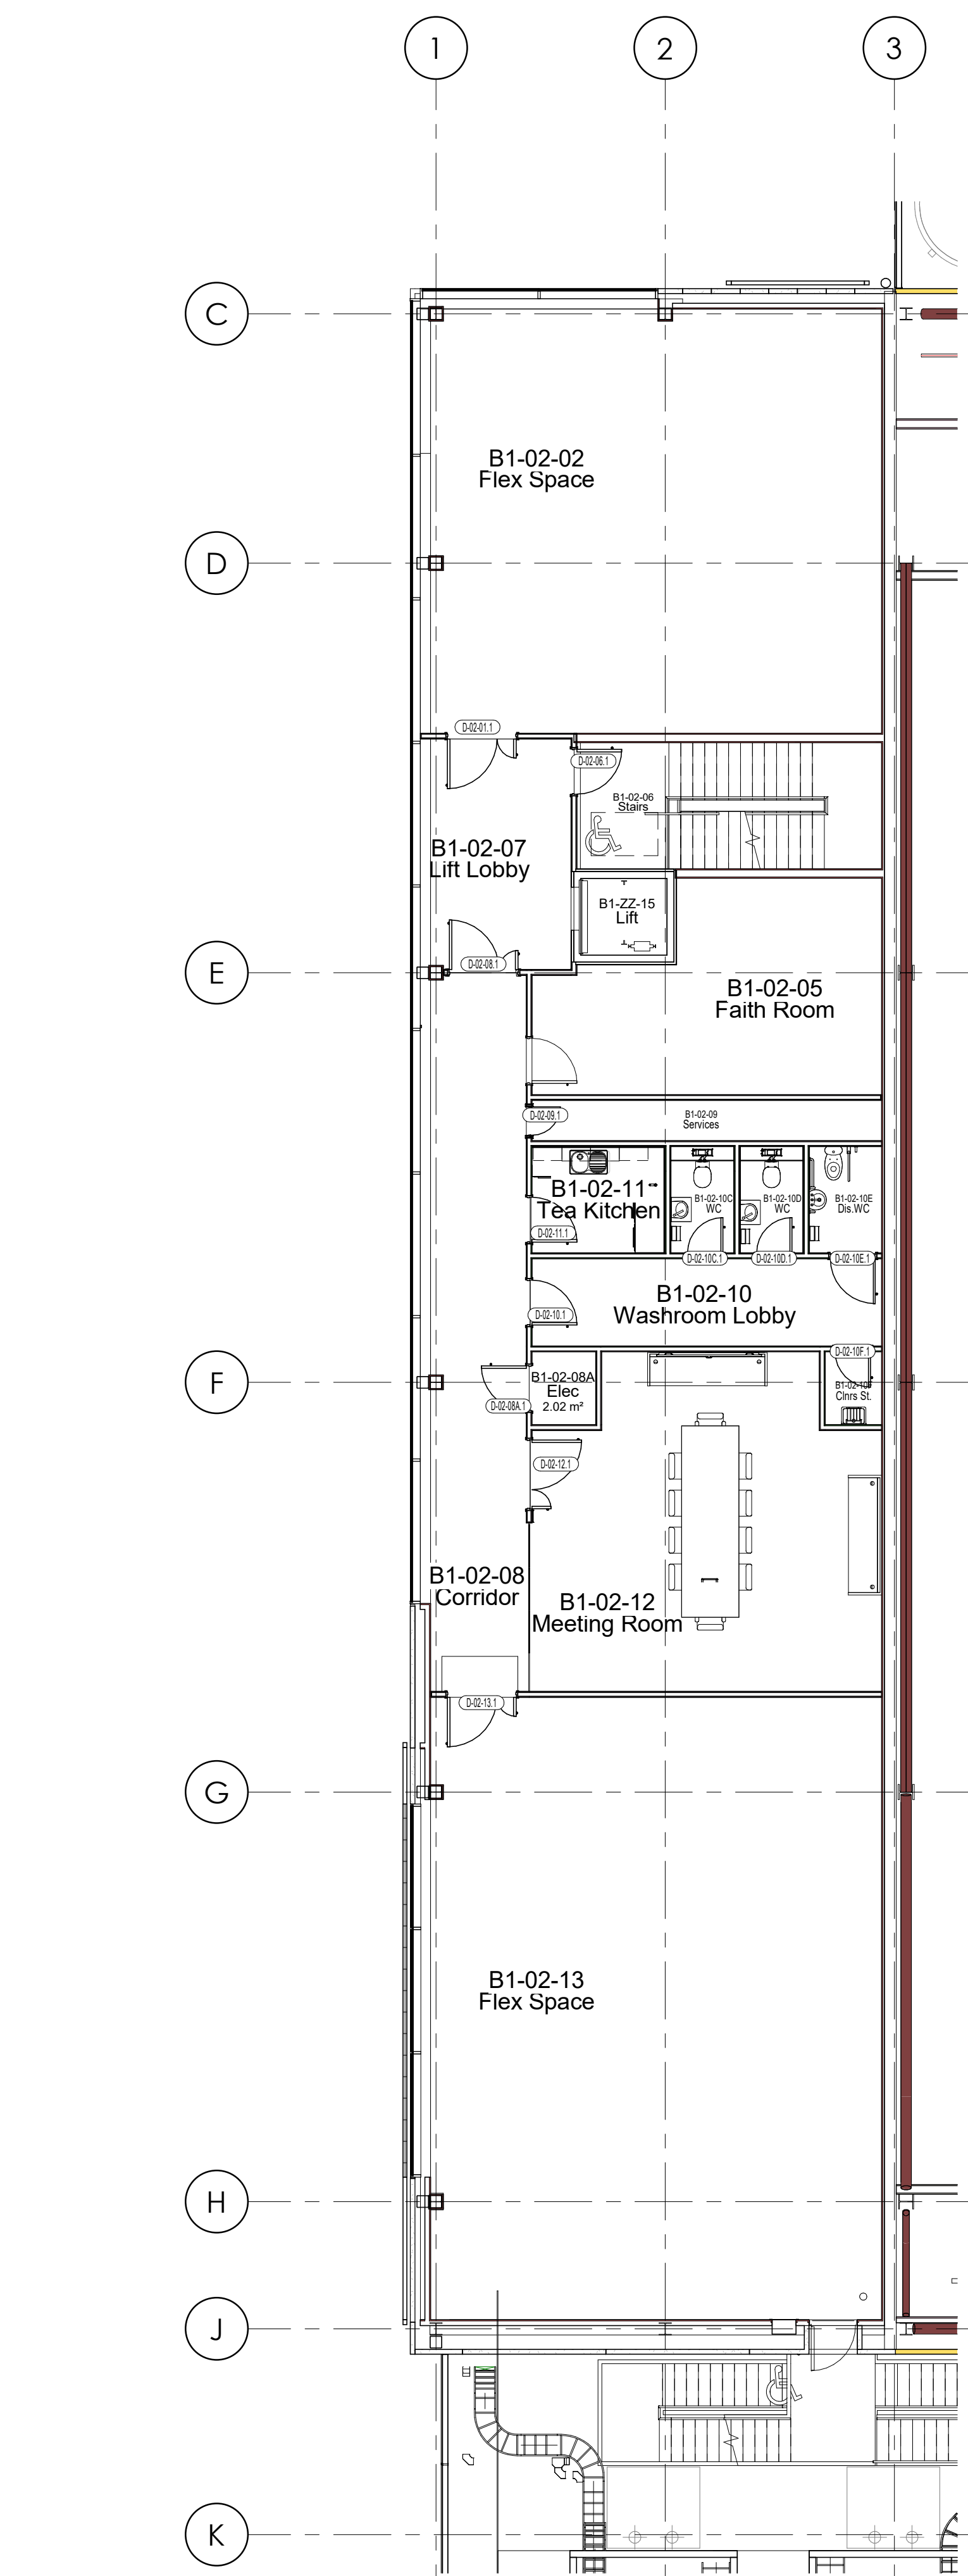 1
2
3
C
B1-02-02
Flex Space
D
D-02-01.1
D-02-06.1
B1-02-06
Stairs
B1-02-07
Lift Lobby
B1-ZZ-15
Lift
D-02-08.1
E
B1-02-05
Faith Room
D-02-09.1
B1-02-09
Services
B1-02-11
Tea Kitchen
B1-02-10C
WC
B1-02-10D
WC
B1-02-10E
Dis.WC
D-02-11.1
D-02-10C.1
D-02-10D.1
D-02-10E.1
B1-02-10
Washroom Lobby
D-02-10.1
D-02-10F.1
F
B1-02-08A
Elec
2.02 m²
Clnrs St.
D-02-08A.1
D-02-12.1
B1-02-08
Corridor
B1-02-12
Meeting Room
D-02-13.1
G
B1-02-13
Flex Space
H
J
K